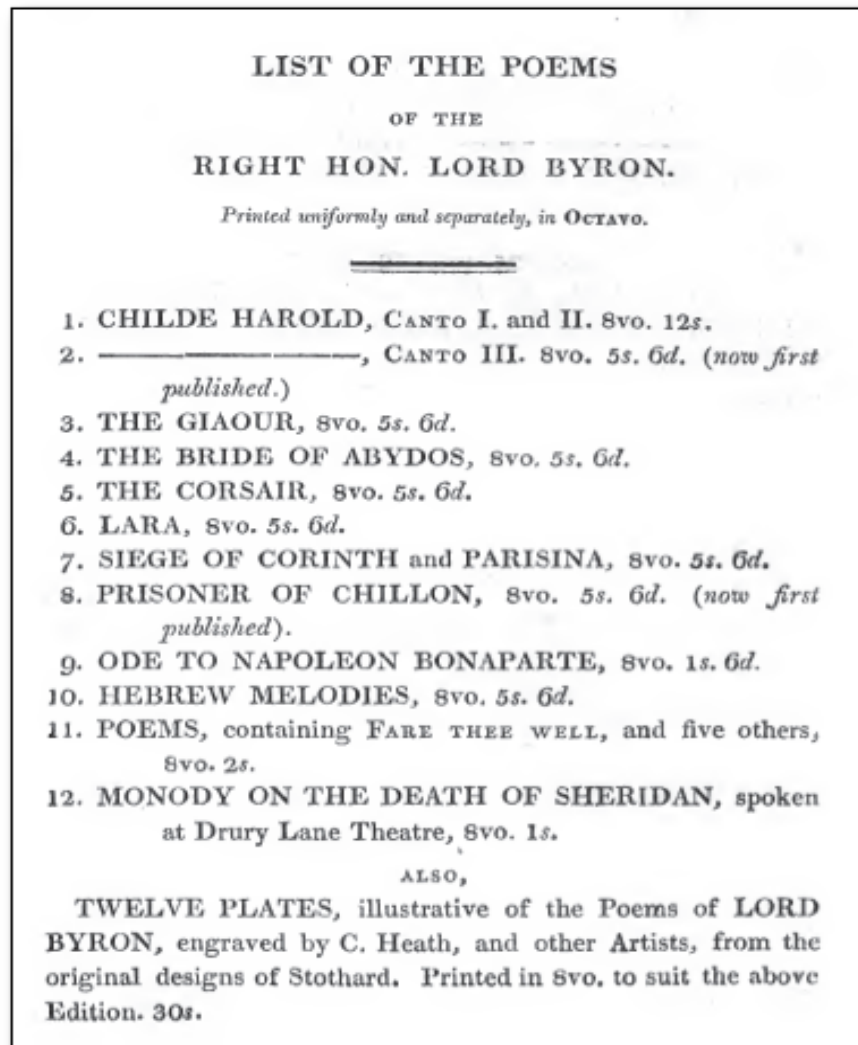 LIST OF THE POEMS
OF THE
RIGHT HON. LORD BYRON.
Printed uniformly and separately, in OCTAVO.
1. CHILDE HAROLD, CANTO I. and II. 8vo. 12s.
2. ————————, CANTO III. 8vo. 5s. 6d. (now first
published.)
3. THE GIAOUR, 8vo. 5s. 6d.
4. THE BRIDE OF ABYDOS, 8vo. 5s. 6d.
5. THE CORSAIR, 8vo. 5s. 6d.
6. LARA, 8vo. 5s. 6d.
7. SIEGE OF CORINTH and PARISINA, 8vo. 5s. 6d.
8. PRISONER OF CHILLON, 8vo. 5s. 6d. (now first
published).
9. ODE TO NAPOLEON BONAPARTE, 8vo. 1s. 6d.
10. HEBREW MELODIES, 8vo. 5s. 6d.
11. POEMS, containing FARE THEE WELL, and five others,
8vo. 2s.
12. MONODY ON THE DEATH OF SHERIDAN, spoken
at Drury Lane Theatre, 8vo. 1s.
ALSO,
TWELVE PLATES, illustrative of the Poems of LORD
BYRON, engraved by C. Heath, and other Artists, from the
original designs of Stothard. Printed in 8vo. to suit the above
Edition. 30s.